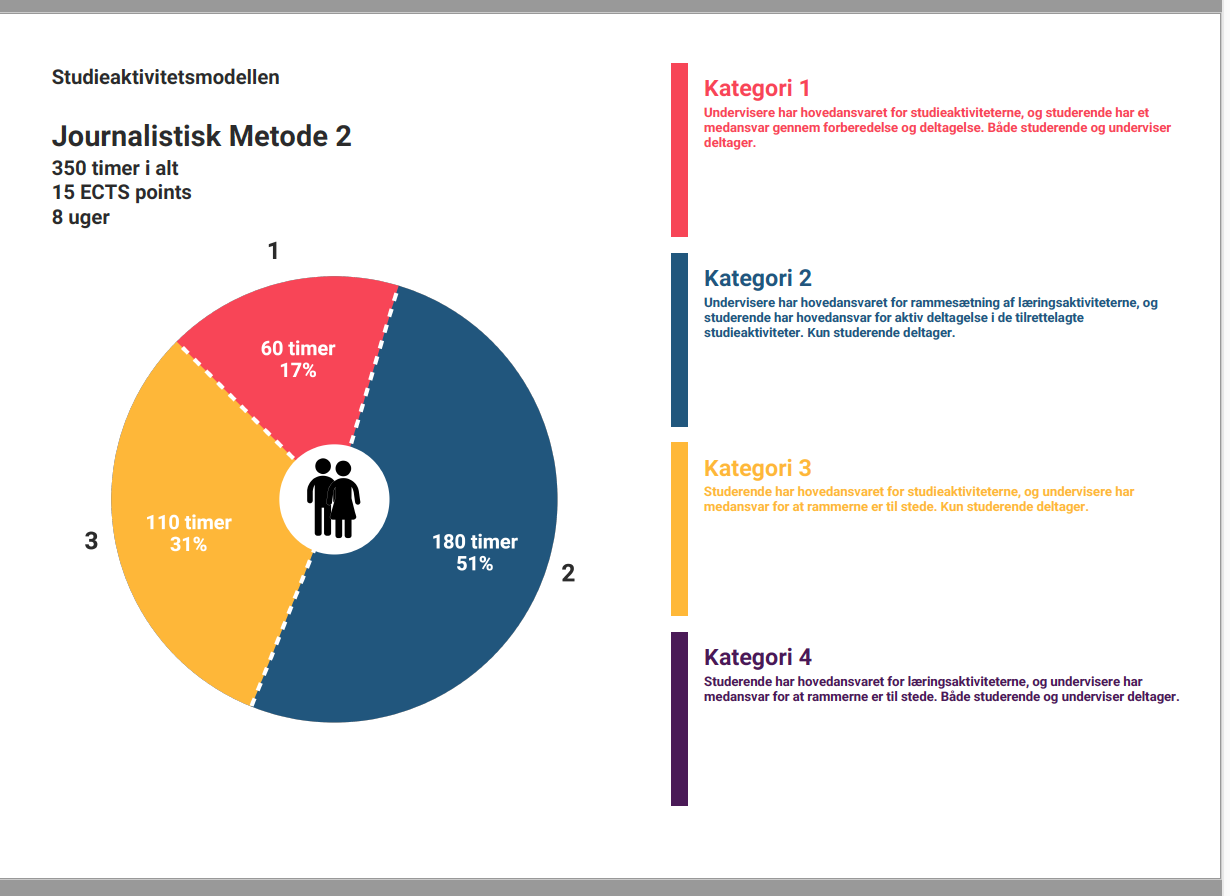 Studieaktivitetsmodellen
Journalistisk Metode 2
350 timer i alt
15 ECTS points
8 uger
1
60 timer
17%
110 timer
31%
3
180 timer
51%
2
Kategori 1
Undervisere har hovedansvaret for studieaktiviteterne, og studerende har et
medansvar gennem forberedelse og deltagelse. Både studerende og underviser
deltager.
Kategori 2
Undervisere har hovedansvaret for rammesætning af læringsaktiviteterne, og
studerende har hovedansvar for aktiv deltagelse i de tilrettelagte
studieaktiviteter. Kun studerende deltager.
Kategori 3
Studerende har hovedansvaret for studieaktiviteterne, og undervisere har
medansvar for at rammerne er til stede. Kun studerende deltager.
Kategori 4
Studerende har hovedansvaret for læringsaktiviteterne, og undervisere har
medansvar for at rammerne er til stede. Både studerende og underviser deltager.